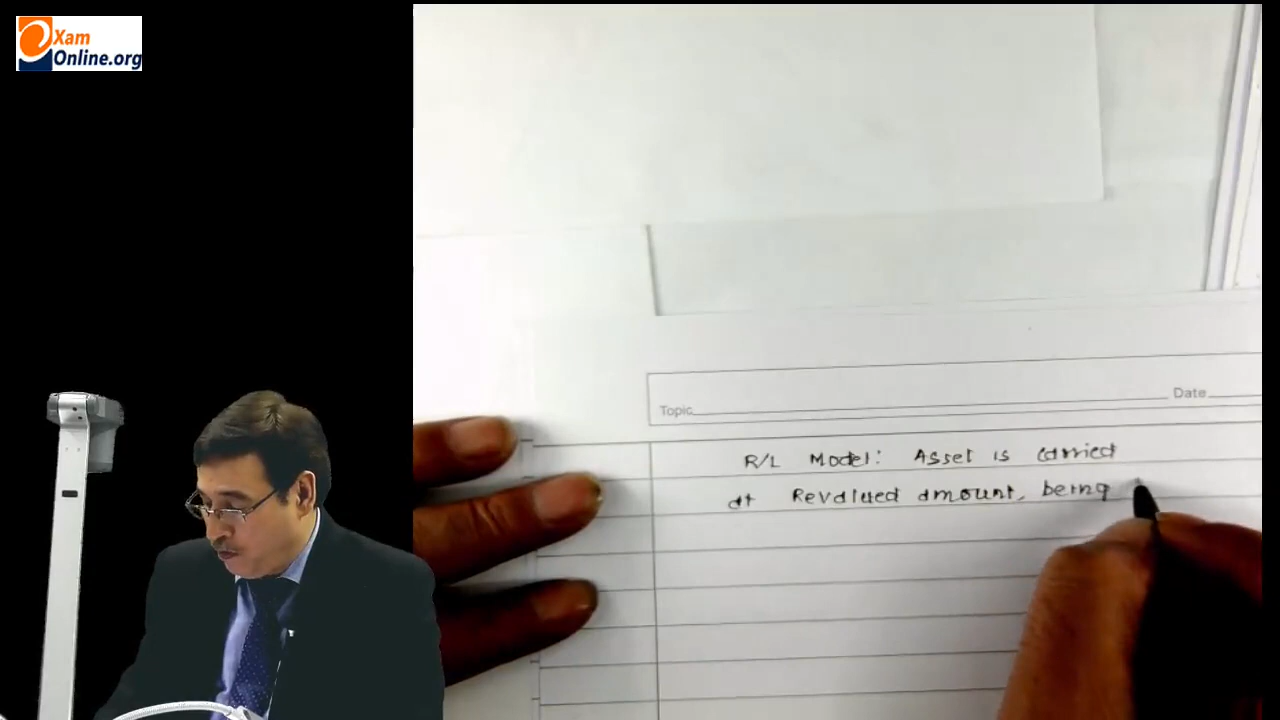 Xam
Online.org
Topic
Date
R/L Model: Asset is carried
at Revalued amount, being